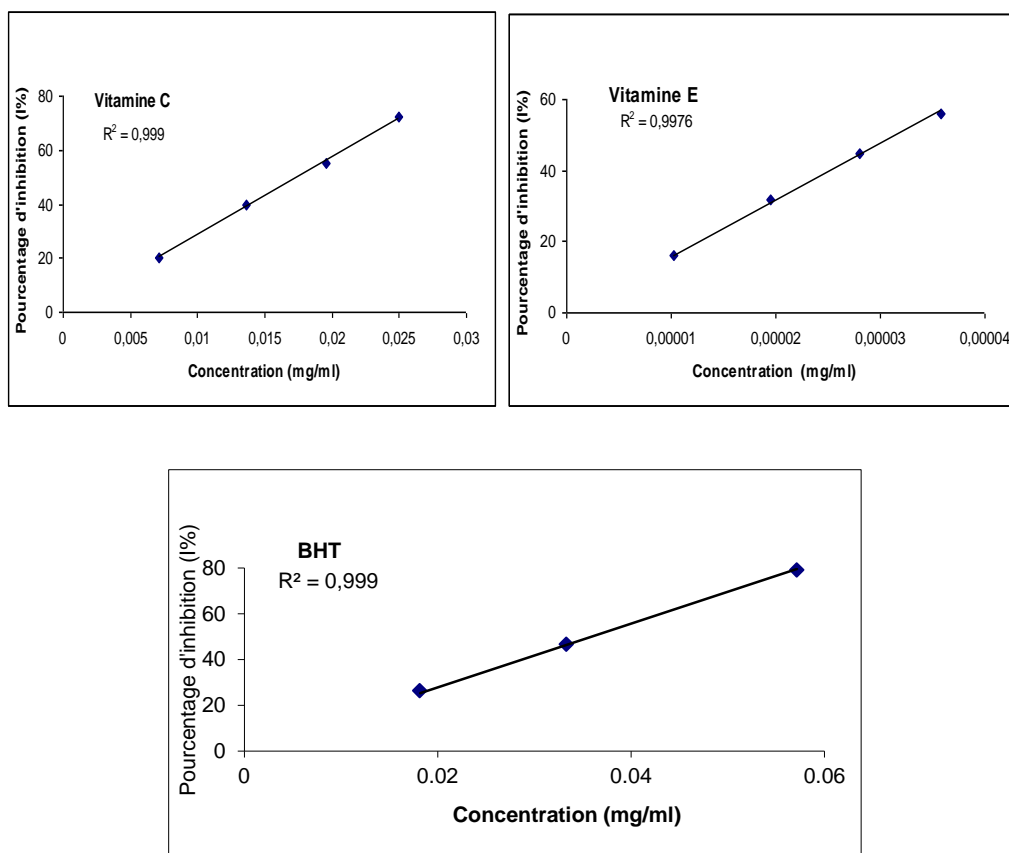 Vitamine C
R² = 0,999
Pourcentage d'inhibition (I%)
80
60
40
20
0
0 0,005 0,01 0,015 0,02 0,025 0,03
Concentration (mg/ml)
Vitamine E
R² = 0,9976
Pourcentage d'inhibition (I%)
60
40
20
0
0 0,00001 0,00002 0,00003 0,00004
Concentration (mg/ml)
BHT
R² = 0,999
Pourcentage d'inhibition (I%)
80
60
40
20
0
0 0.02 0.04 0.06
Concentration (mg/ml)